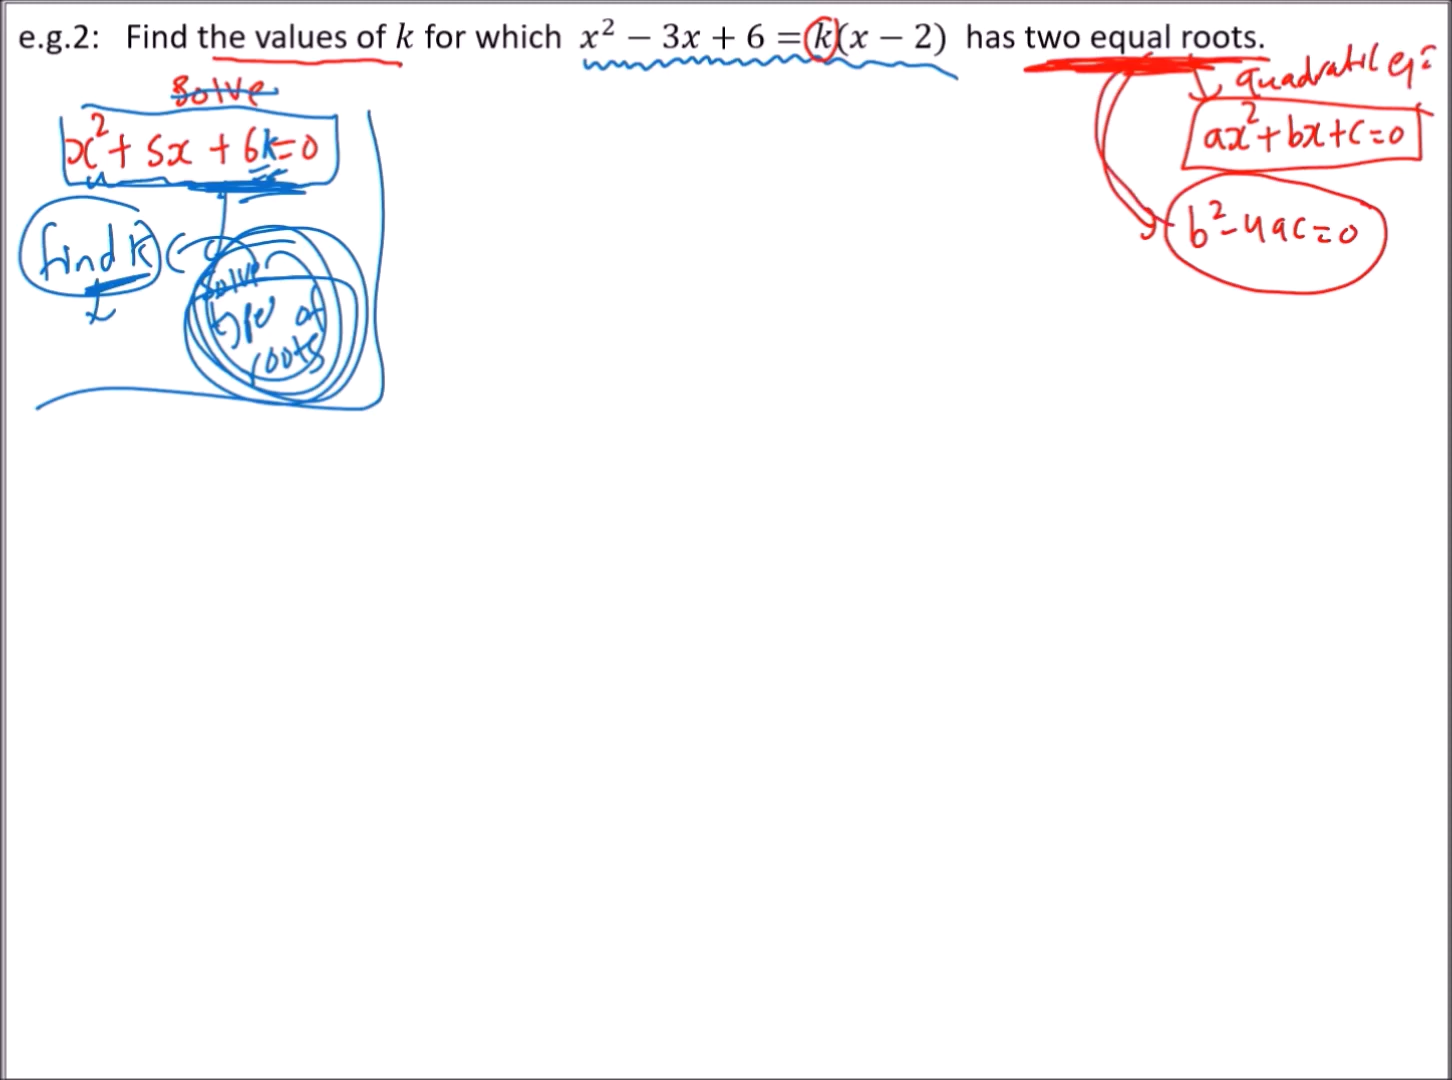 e.g.2: Find the values of k for which x² − 3x + 6 = k(x − 2) has two equal roots.
quadratic eq=
Solve
x² + 5x + 6k = 0
ax² + bx + c = 0
b² - 4ac = 0
find k
Solve
type of
roots